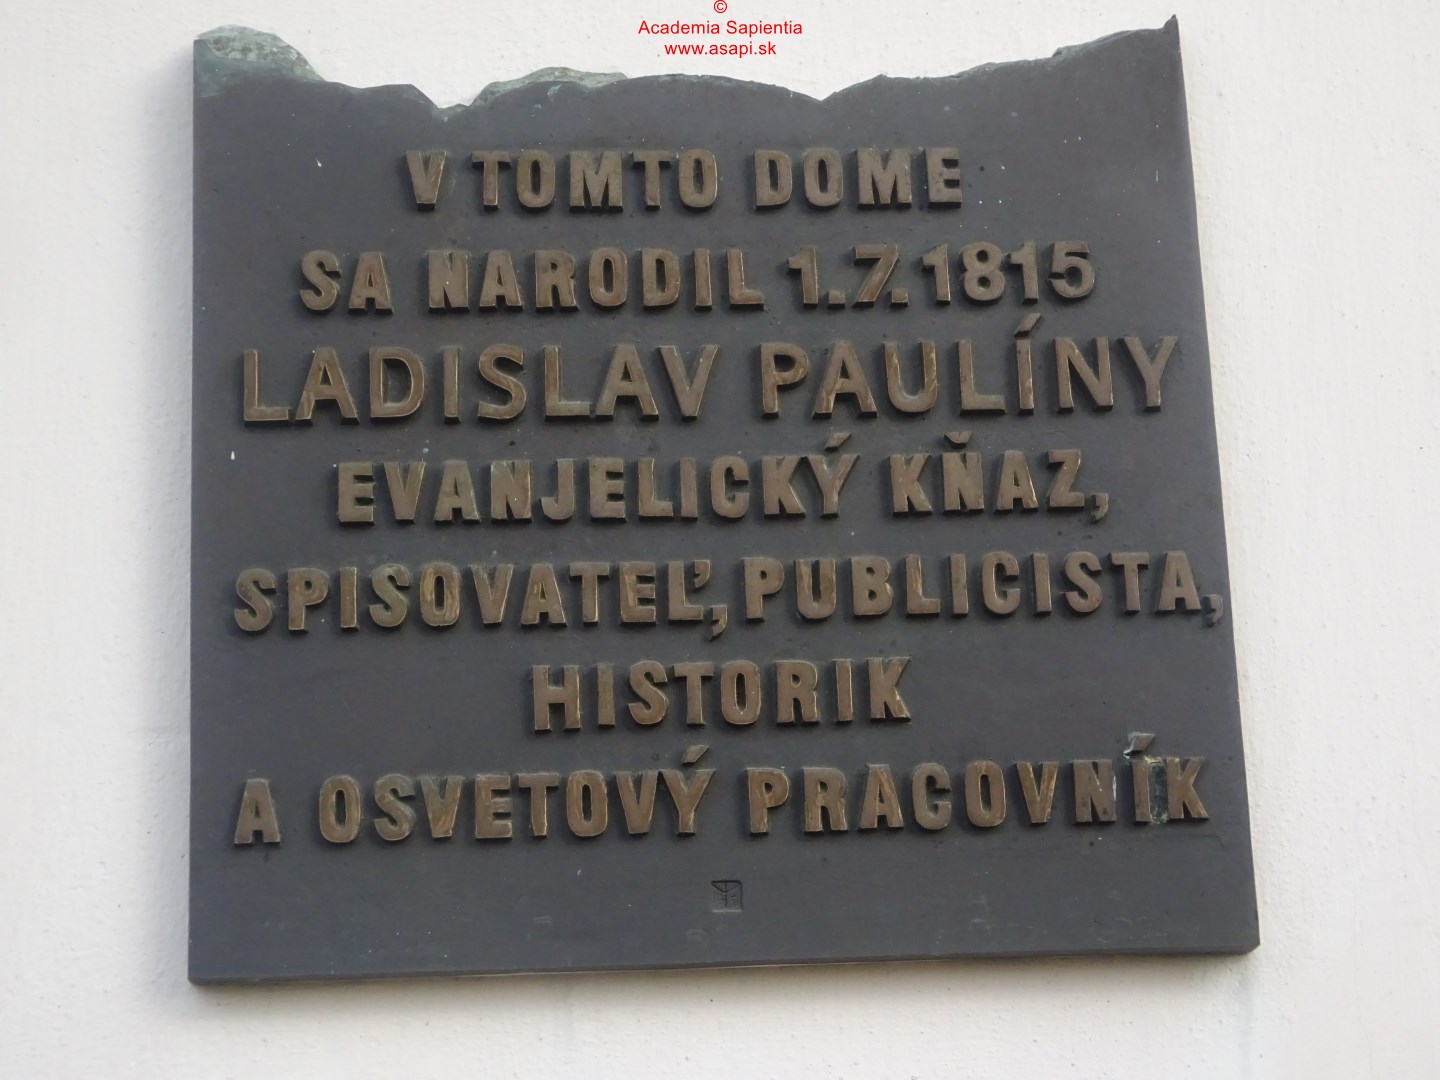 ©
Academia Sapientia
www.asapi.sk
V TOMTO DOME
SA NARODIL 1.7.1815
LADISLAV PAULÍNY
EVANJELICKÝ KŇAZ,
SPISOVATEĽ, PUBLICISTA,
HISTORIK
A OSVETOVÝ PRACOVNÍK